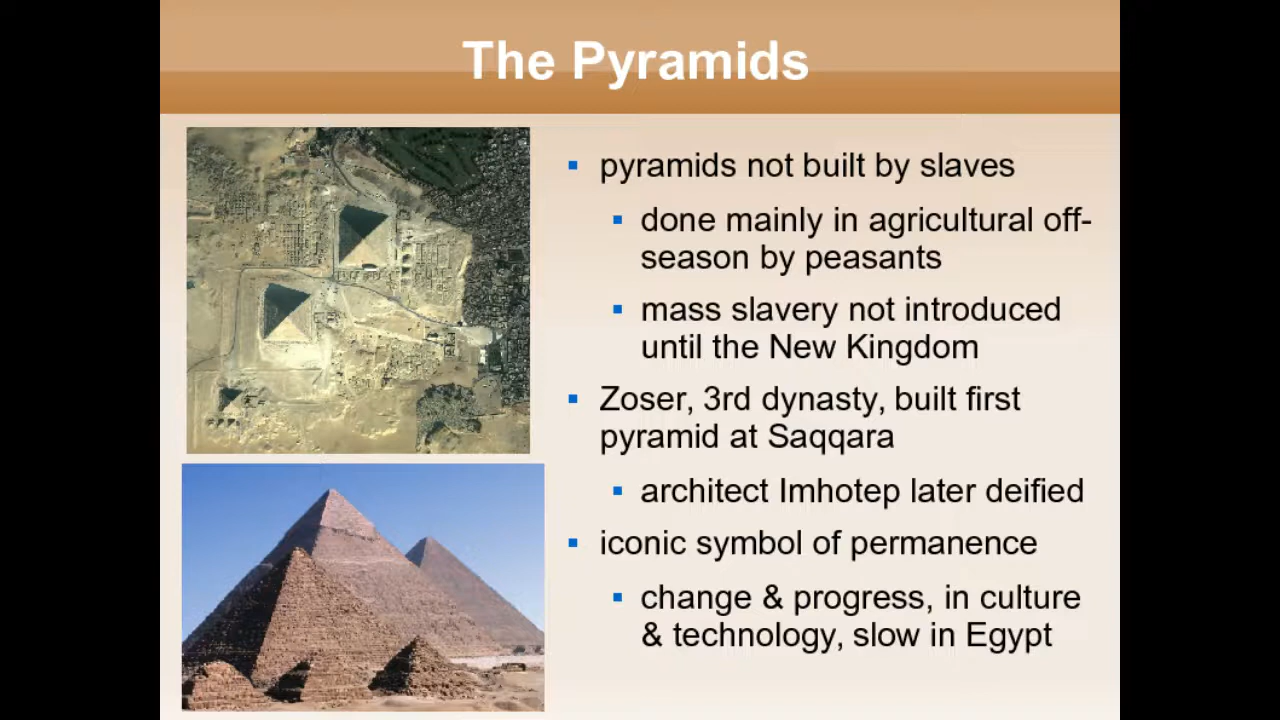 The Pyramids
▪ pyramids not built by slaves
▪ done mainly in agricultural off-
season by peasants
▪ mass slavery not introduced
until the New Kingdom
▪ Zoser, 3rd dynasty, built first
pyramid at Saqqara
▪ architect Imhotep later deified
▪ iconic symbol of permanence
▪ change & progress, in culture
& technology, slow in Egypt